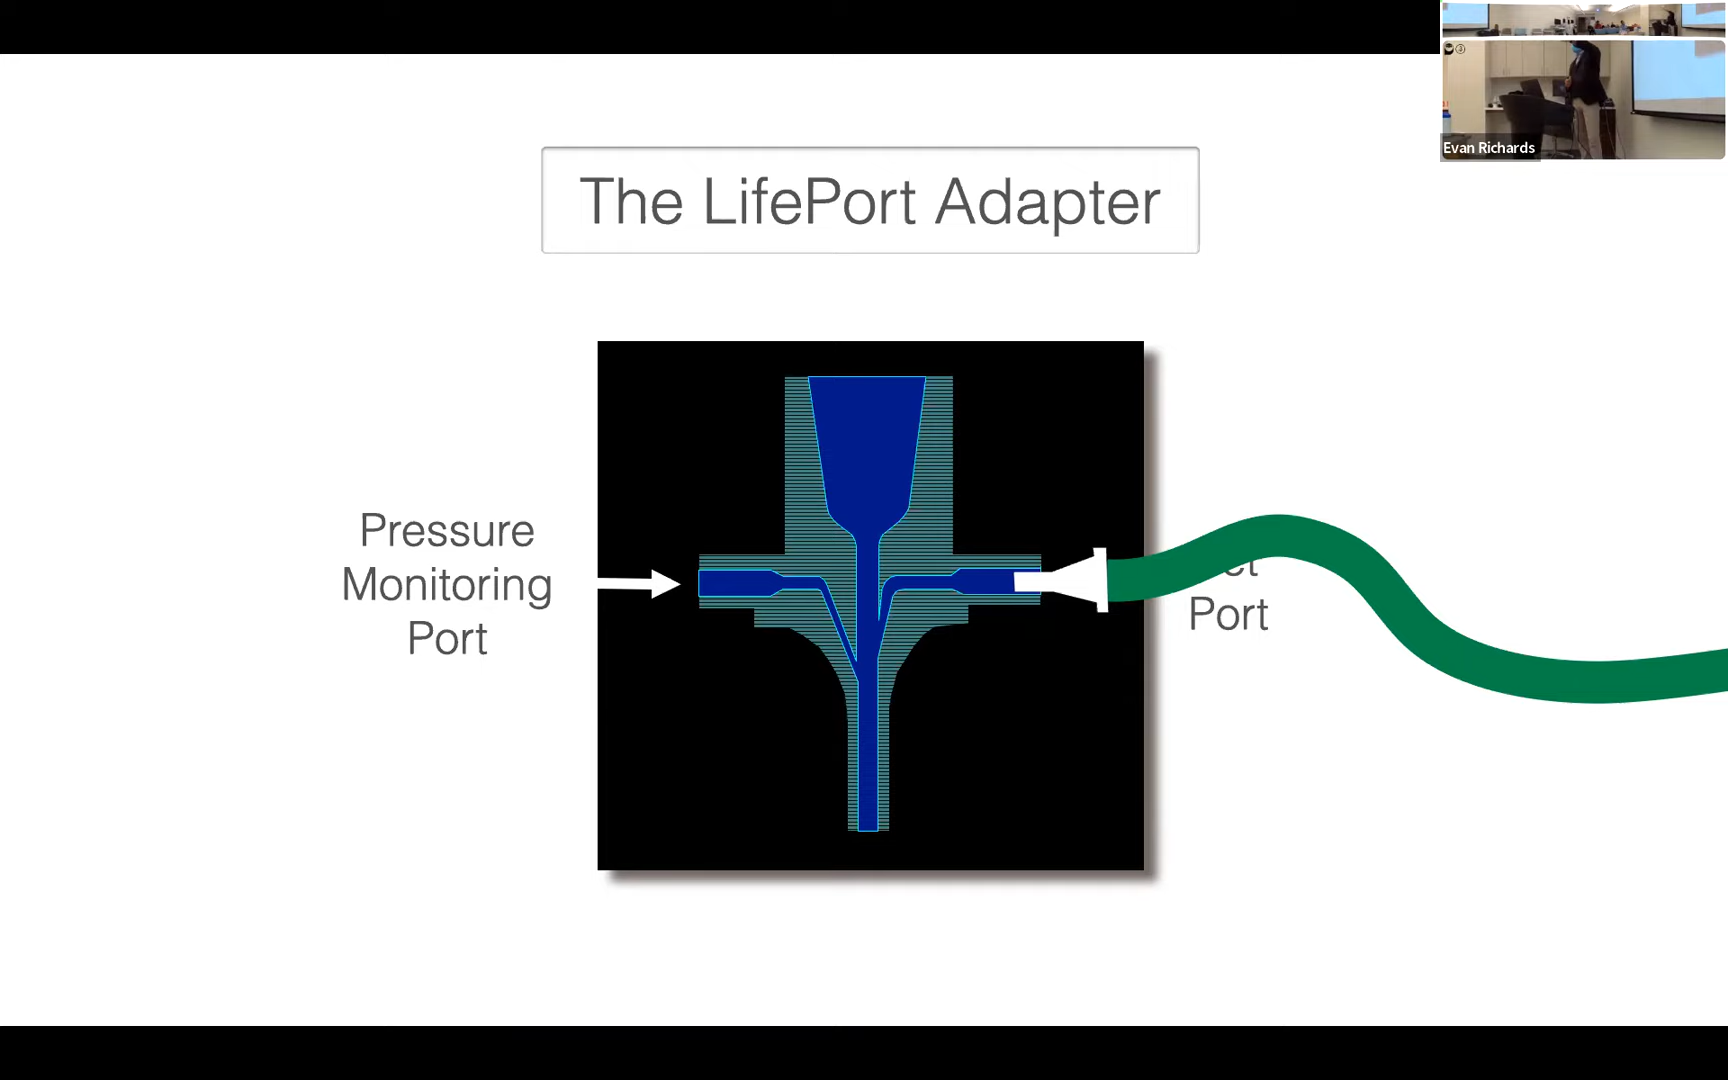 Evan Richards
The LifePort Adapter
Pressure
Monitoring
Port
Port